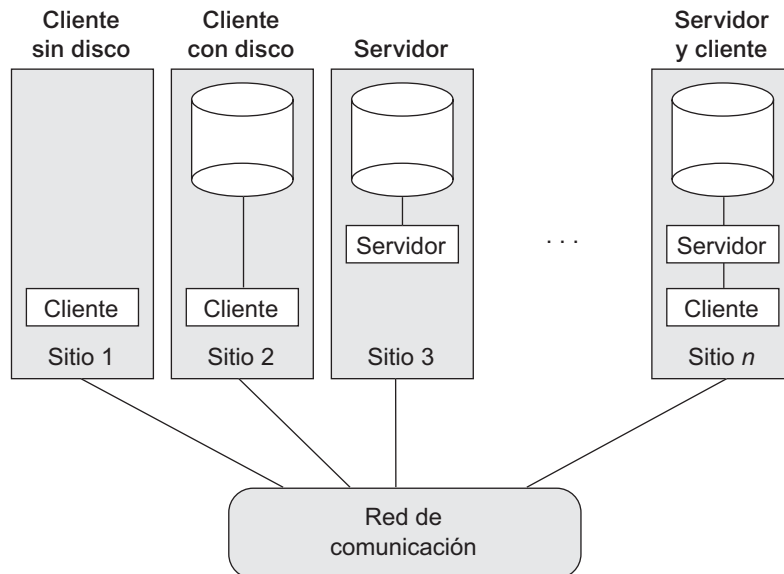 Cliente
sin disco
Cliente
con disco
Servidor
Servidor
y cliente
Servidor
. . .
Servidor
Cliente
Cliente
Cliente
Sitio 1
Sitio 2
Sitio 3
Sitio n
Red de
comunicación